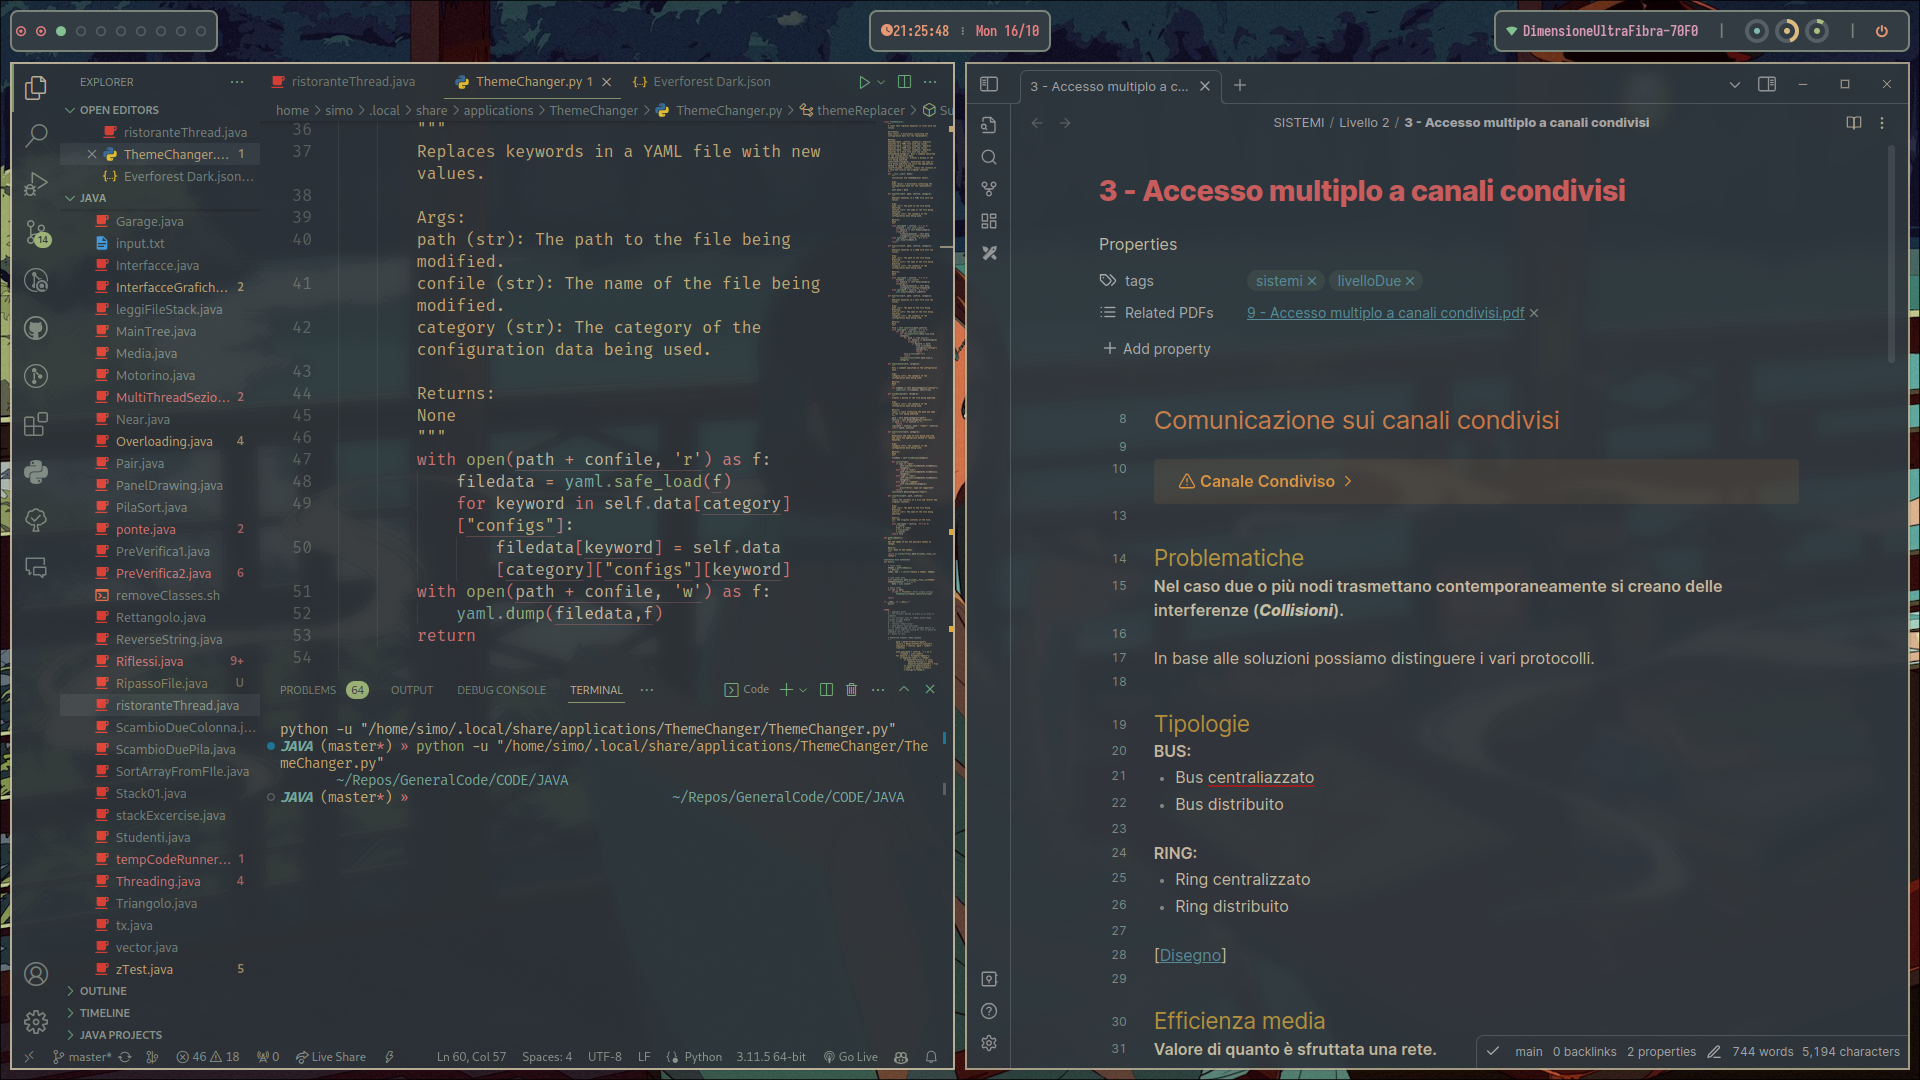 21:25:48 : Mon 16/10
DimensioneUltraFibra-70F0
EXPLORER
OPEN EDITORS
ristoranteThread.java
ThemeChanger.... 1
Everforest Dark.json...
JAVA
Garage.java
input.txt
Interfacce.java
InterfacceGrafich... 2
leggiFileStack.java
MainTree.java
Media.java
Motorino.java
MultiThreadSezio... 2
Near.java
Overloading.java 4
Pair.java
PanelDrawing.java
PilaSort.java
ponte.java 2
PreVerifica1.java
PreVerifica2.java 6
removeClasses.sh
Rettangolo.java
ReverseString.java
Riflessi.java 9+
RipassoFile.java U
ristoranteThread.java
ScambioDueColonna.j...
ScambioDuePila.java
SortArrayFromFIle.java
Stack01.java
stackExcercise.java
Studenti.java
tempCodeRunner... 1
Threading.java 4
Triangolo.java
tx.java
vector.java
zTest.java 5
OUTLINE
TIMELINE
JAVA PROJECTS
14
ristoranteThread.java
ThemeChanger.py 1
Everforest Dark.json
home > simo > .local > share > applications > ThemeChanger > ThemeChanger.py > themeReplacer > Su
36 """
37 Replaces keywords in a YAML file with new
values.
38
39 Args:
40 path (str): The path to the file being
modified.
41 confile (str): The name of the file being
modified.
42 category (str): The category of the
configuration data being used.
43
44 Returns:
45 None
46 """
47 with open(path + confile, 'r') as f:
48 filedata = yaml.safe_load(f)
49 for keyword in self.data[category]
["configs"]:
50 filedata[keyword] = self.data
[category]["configs"][keyword]
51 with open(path + confile, 'w') as f:
52 yaml.dump(filedata,f)
53 return
54
PROBLEMS 64 OUTPUT DEBUG CONSOLE TERMINAL
Code
python -u "/home/simo/.local/share/applications/ThemeChanger/ThemeChanger.py"
JAVA (master*) » python -u "/home/simo/.local/share/applications/ThemeChanger/The
meChanger.py"
~/Repos/GeneralCode/CODE/JAVA
JAVA (master*) » ~/Repos/GeneralCode/CODE/JAVA
master* 46 18 0 Live Share Ln 60, Col 57 Spaces: 4 UTF-8 LF Python 3.11.5 64-bit Go Live
3 - Accesso multiplo a c...
SISTEMI / Livello 2 / 3 - Accesso multiplo a canali condivisi
3 - Accesso multiplo a canali condivisi
Properties
tags sistemi × livelloDue ×
Related PDFs 9 - Accesso multiplo a canali condivisi.pdf ×
+ Add property
8 Comunicazione sui canali condivisi
9
10 Canale Condiviso >
13
14 Problematiche
15 Nel caso due o più nodi trasmettano contemporaneamente si creano delle
interferenze (Collisioni).
16
17 In base alle soluzioni possiamo distinguere i vari protocolli.
18
19 Tipologie
20 BUS:
21 • Bus centraliazzato
22 • Bus distribuito
23
24 RING:
25 • Ring centralizzato
26 • Ring distribuito
27
28 [Disegno]
29
30 Efficienza media
31 Valore di quanto è sfruttata una rete.
main 0 backlinks 2 properties 744 words 5,194 characters